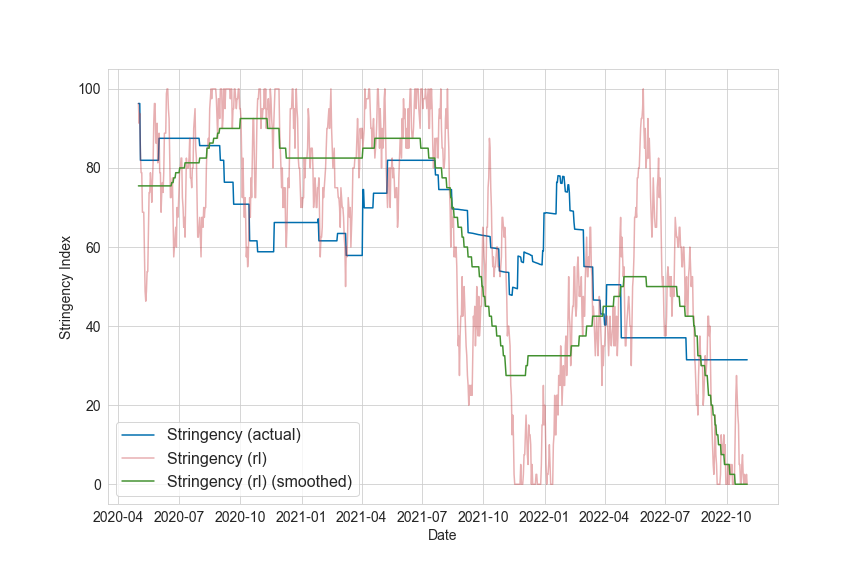 100
80
60
40
20
0
Stringency Index
Stringency (actual)
Stringency (rl)
Stringency (rl) (smoothed)
2020-04 2020-07 2020-10 2021-01 2021-04 2021-07 2021-10 2022-01 2022-04 2022-07 2022-10
Date